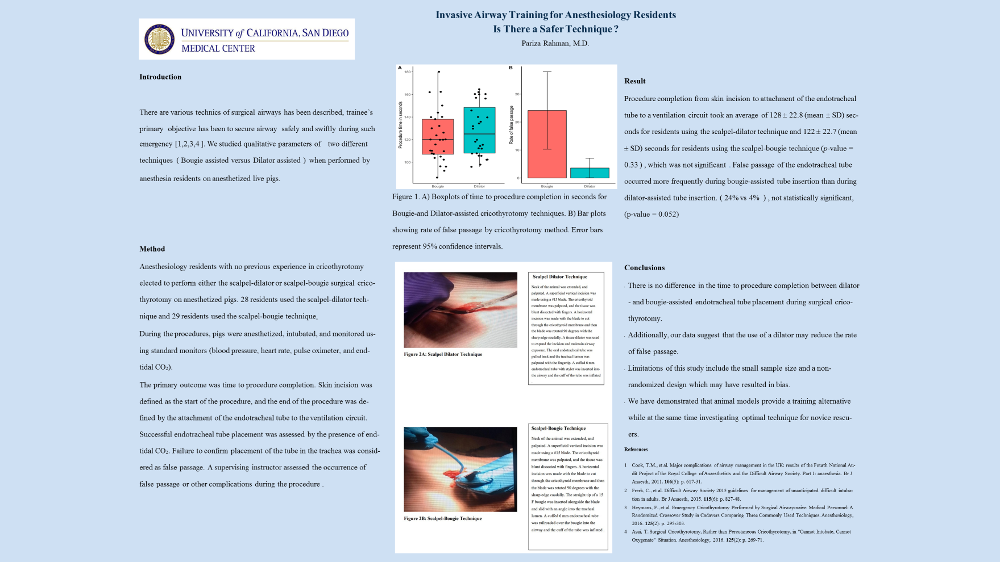 Invasive Airway Training for Anesthesiology Residents
Is There a Safer Technique ?
Pariza Rahman, M.D.
UNIVERSITY of CALIFORNIA, SAN DIEGO
MEDICAL CENTER
Introduction
There are various technics of surgical airways has been described, trainee's
primary objective has been to secure airway safely and swiftly during such
emergency [1,2,3,4 ]. We studied qualitative parameters of two different
techniques ( Bougie assisted versus Dilator assisted ) when performed by
anesthesia residents on anesthetized live pigs.
Method
Anesthesiology residents with no previous experience in cricothyrotomy
elected to perform either the scalpel-dilator or scalpel-bougie surgical crico-
thyrotomy on anesthetized pigs. 28 residents used the scalpel-dilator tech-
nique and 29 residents used the scalpel-bougie technique.
During the procedures, pigs were anesthetized, intubated, and monitored us-
ing standard monitors (blood pressure, heart rate, pulse oximeter, and end-
tidal CO₂).
The primary outcome was time to procedure completion. Skin incision was
defined as the start of the procedure, and the end of the procedure was de-
fined by the attachment of the endotracheal tube to the ventilation circuit.
Successful endotracheal tube placement was assessed by the presence of end-
tidal CO₂. Failure to confirm placement of the tube in the trachea was consid-
ered as false passage. A supervising instructor assessed the occurrence of
false passage or other complications during the procedure .
A
Procedure time in seconds
180
160
140
120
100
Bougie
Dilator
B
Rate of false passage
30
20
10
0
Bougie
Dilator
Figure 1. A) Boxplots of time to procedure completion in seconds for
Bougie-and Dilator-assisted cricothyrotomy techniques. B) Bar plots
showing rate of false passage by cricothyrotomy method. Error bars
represent 95% confidence intervals.
Figure 2A: Scalpel Dilator Technique
Scalpel Dilator Technique
Neck of the animal was extended, and
palpated. A superficial vertical incision was
made using a #15 blade. The cricothyroid
membrane was palpated, and the tissue was
blunt dissected with fingers. A horizontal
incision was made with the blade to cut
through the cricothyroid membrane and then
the blade was rotated 90 degrees with the
sharp edge caudally. A tissue dilator was used
to expand the incision and maintain airway
exposure. The oral endotracheal tube was
pulled back and the tracheal lumen was
palpated with the fingertip. A cuffed 6 mm
endotracheal tube with stylet was inserted into
the airway and the cuff of the tube was inflated
.
Figure 2B: Scalpel-Bougie Technique
Scalpel-Bougie Technique
Neck of the animal was extended, and
palpated. A superficial vertical incision was
made using a #15 blade. The cricothyroid
membrane was palpated, and the tissue was
blunt dissected with fingers. A horizontal
incision was made with the blade to cut
through the cricothyroid membrane and then
the blade was rotated 90 degrees with the
sharp edge caudally. The straight tip of a 15
F bougie was inserted alongside the blade
and slid with an angle into the tracheal
lumen. A cuffed 6 mm endotracheal tube
was railroaded over the bougie into the
airway and the cuff of the tube was inflated .
Result
Procedure completion from skin incision to attachment of the endotracheal
tube to a ventilation circuit took an average of 128 ± 22.8 (mean ± SD) sec-
onds for residents using the scalpel-dilator technique and 122 ± 22.7 (mean
± SD) seconds for residents using the scalpel-bougie technique (p-value =
0.33 ) , which was not significant . False passage of the endotracheal tube
occurred more frequently during bougie-assisted tube insertion than during
dilator-assisted tube insertion. ( 24% vs 4% ) , not statistically significant,
(p-value = 0.052)
Conclusions
. There is no difference in the time to procedure completion between dilator
- and bougie-assisted endotracheal tube placement during surgical crico-
thyrotomy.
. Additionally, our data suggest that the use of a dilator may reduce the rate
of false passage.
. Limitations of this study include the small sample size and a non-
randomized design which may have resulted in bias.
. We have demonstrated that animal models provide a training alternative
while at the same time investigating optimal technique for novice rescu-
ers.
References
1 Cook, T.M., et al. Major complications of airway management in the UK: results of the Fourth National Au-
dit Project of the Royal College of Anaesthetists and the Difficult Airway Society. Part 1: anaesthesia. Br J
Anaesth, 2011. 106(5): p. 617-31.
2 Frerk, C., et al. Difficult Airway Society 2015 guidelines for management of unanticipated difficult intuba-
tion in adults. Br J Anaesth, 2015. 115(6): p. 827-48.
3 Heymans, F., et al. Emergency Cricothyrotomy Performed by Surgical Airway-naive Medical Personnel: A
Randomized Crossover Study in Cadavers Comparing Three Commonly Used Techniques. Anesthesiology,
2016. 125(2): p. 295-303.
4 Asai, T. Surgical Cricothyrotomy, Rather than Percutaneous Cricothyrotomy, in "Cannot Intubate, Cannot
Oxygenate" Situation. Anesthesiology, 2016. 125(2): p. 269-71.